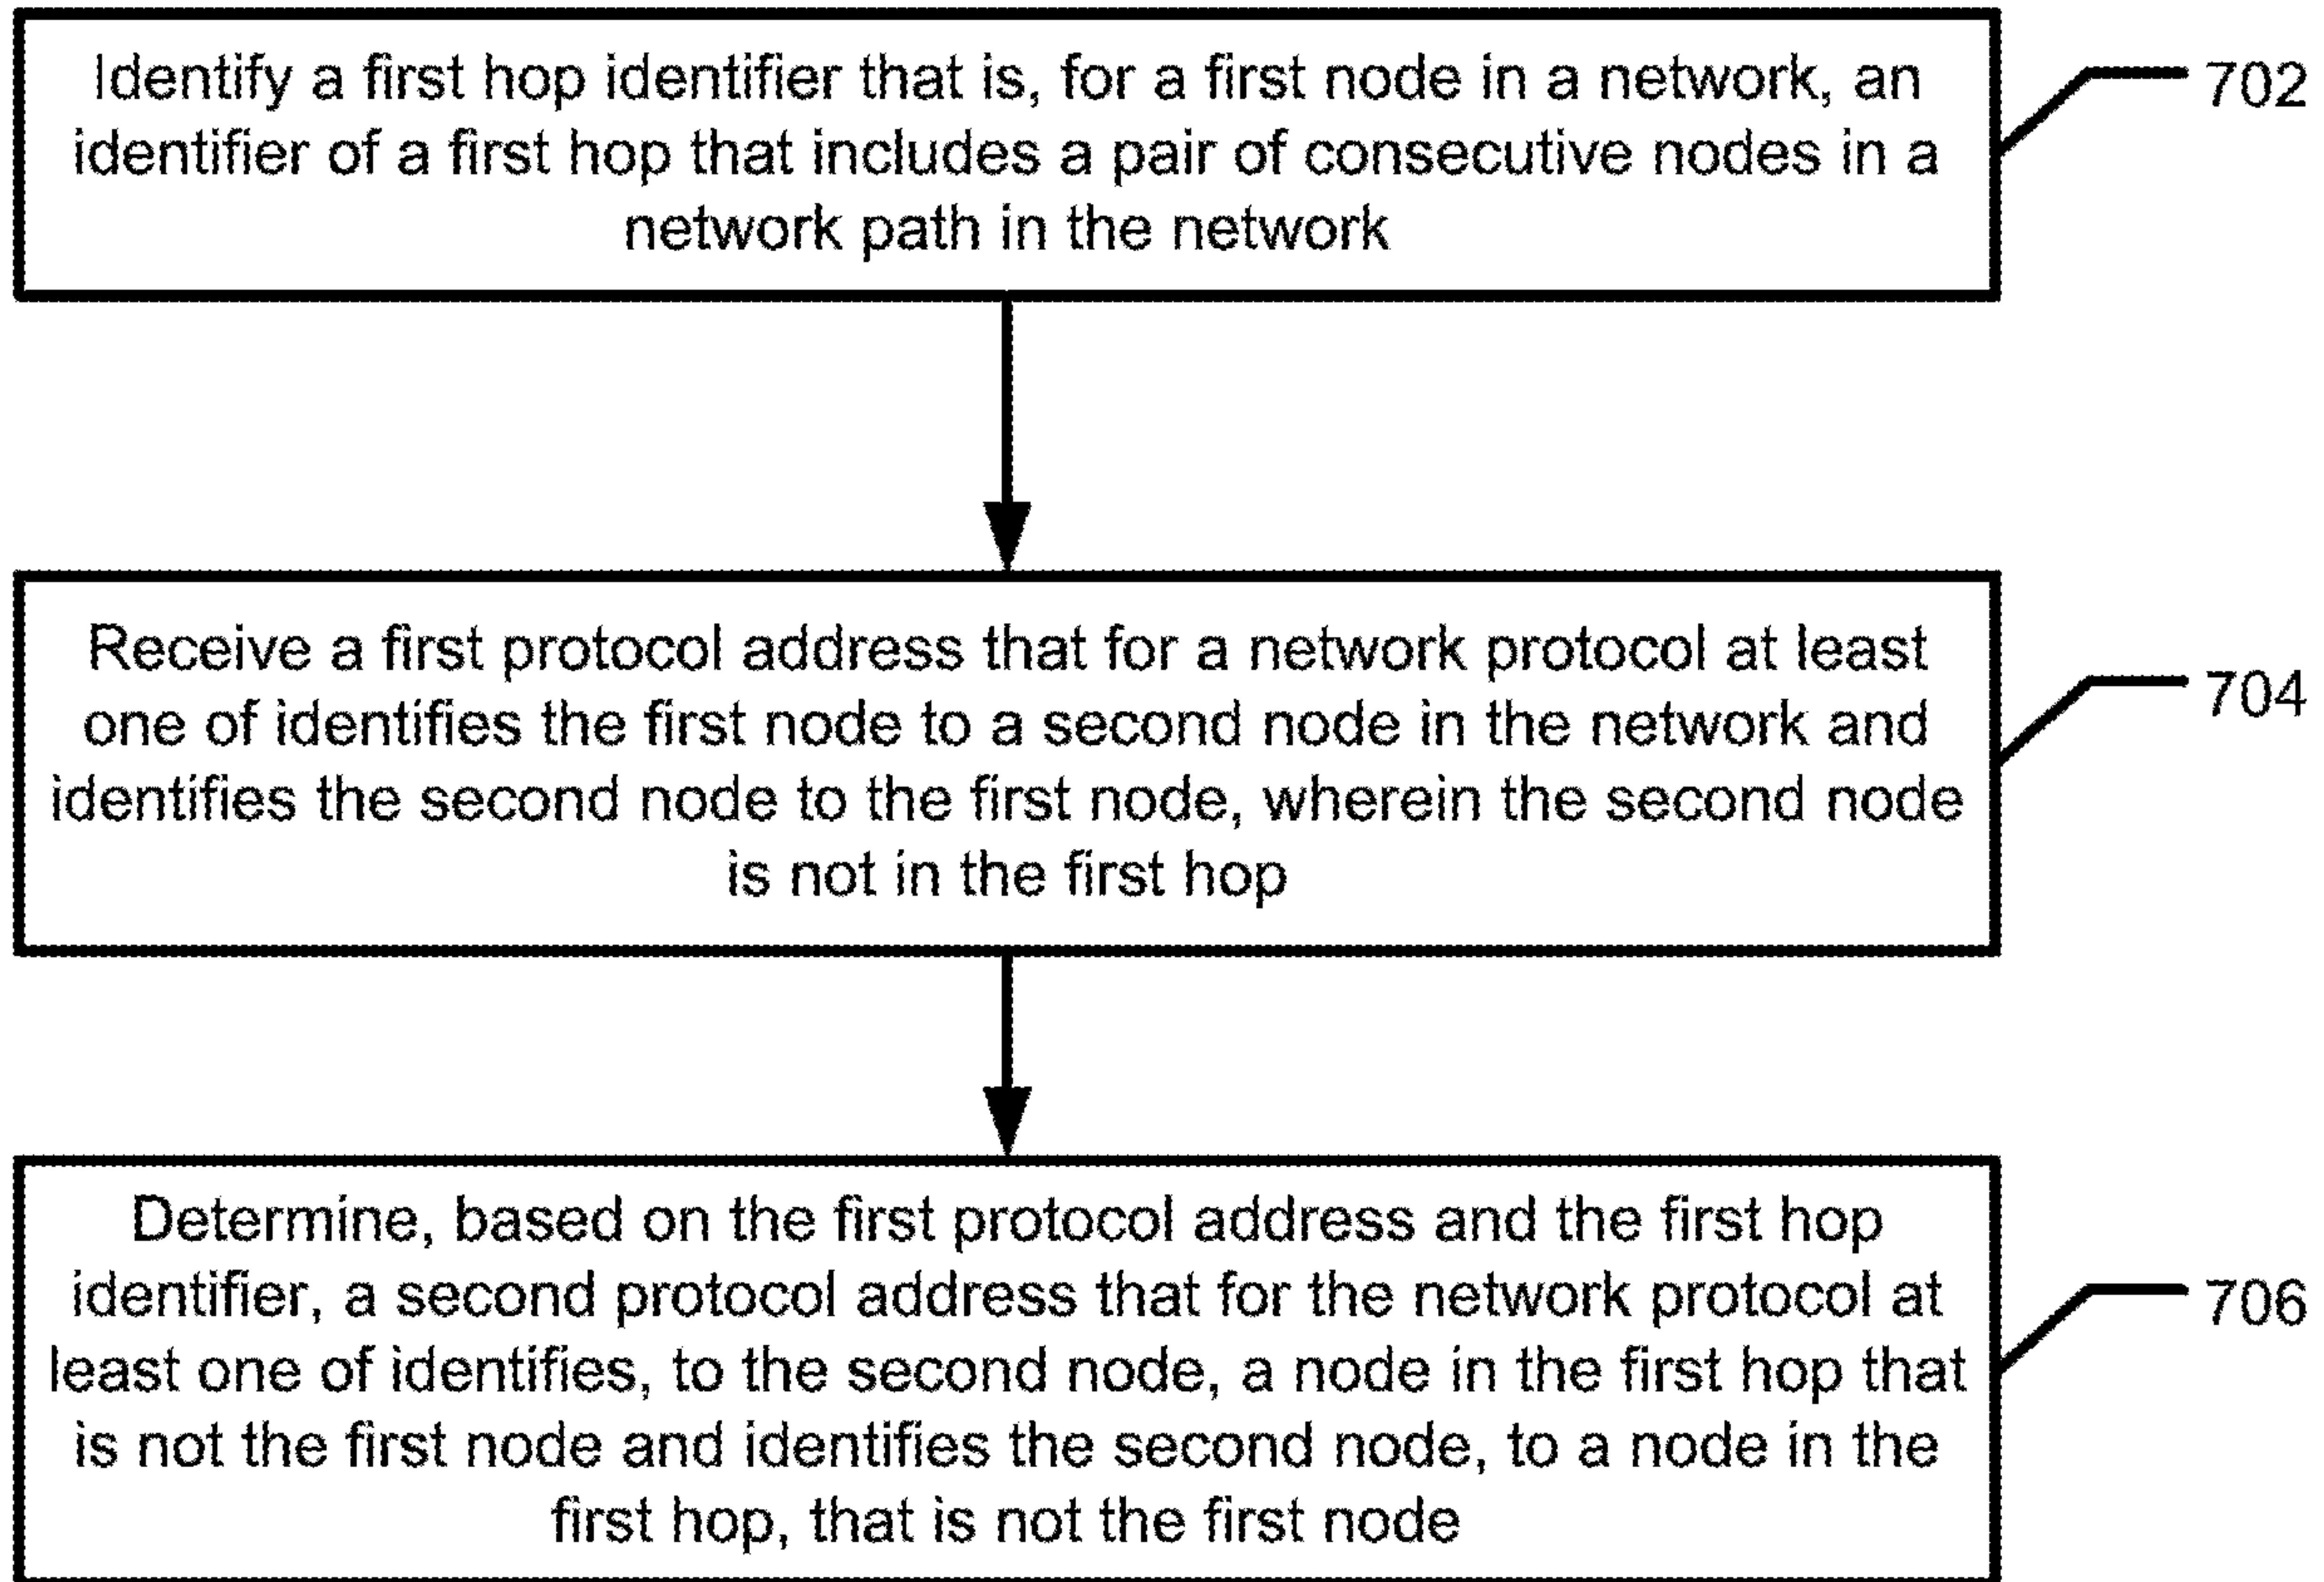 Identify a first hop identifier that is, for a first node in a network, an
identifier of a first hop that includes a pair of consecutive nodes in a
network path in the network
702
Receive a first protocol address that for a network protocol at least
one of identifies the first node to a second node in the network and
identifies the second node to the first node, wherein the second node
is not in the first hop
704
Determine, based on the first protocol address and the first hop
identifier, a second protocol address that for the network protocol at
least one of identifies, to the second node, a node in the first hop that
is not the first node and identifies the second node, to a node in the
first hop, that is not the first node
706